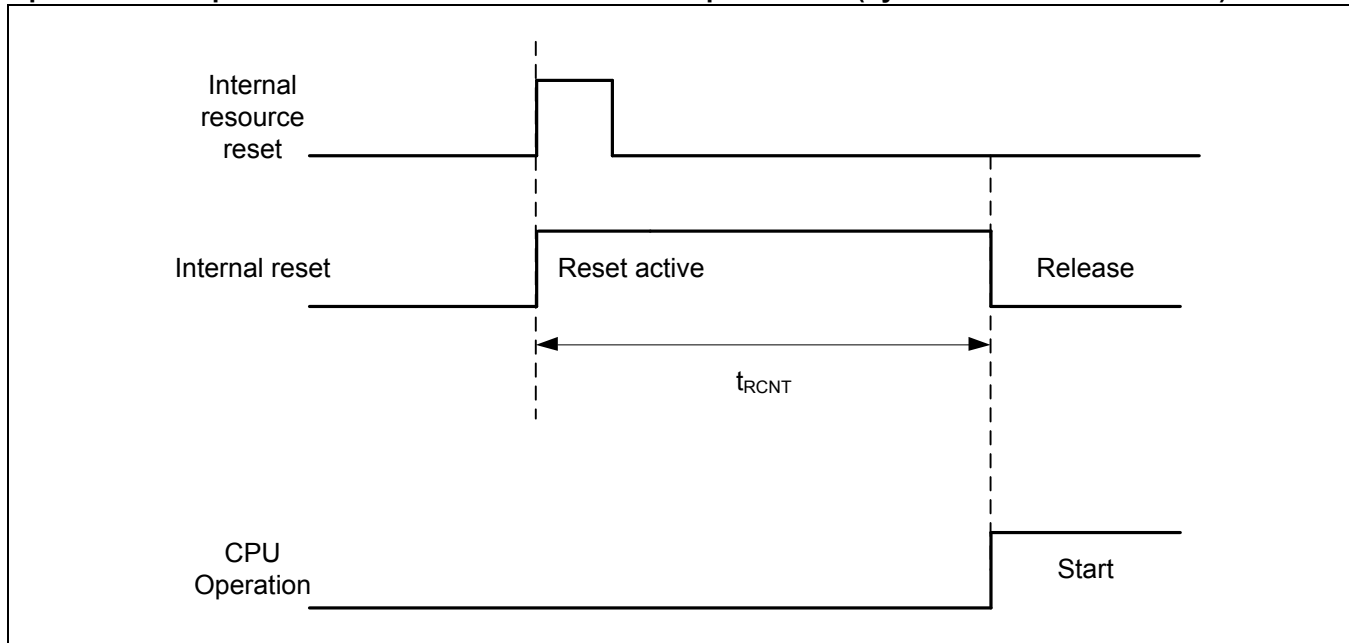 Internal
resource
reset
Internal reset
Reset active
Release
tRCNT
CPU
Operation
Start